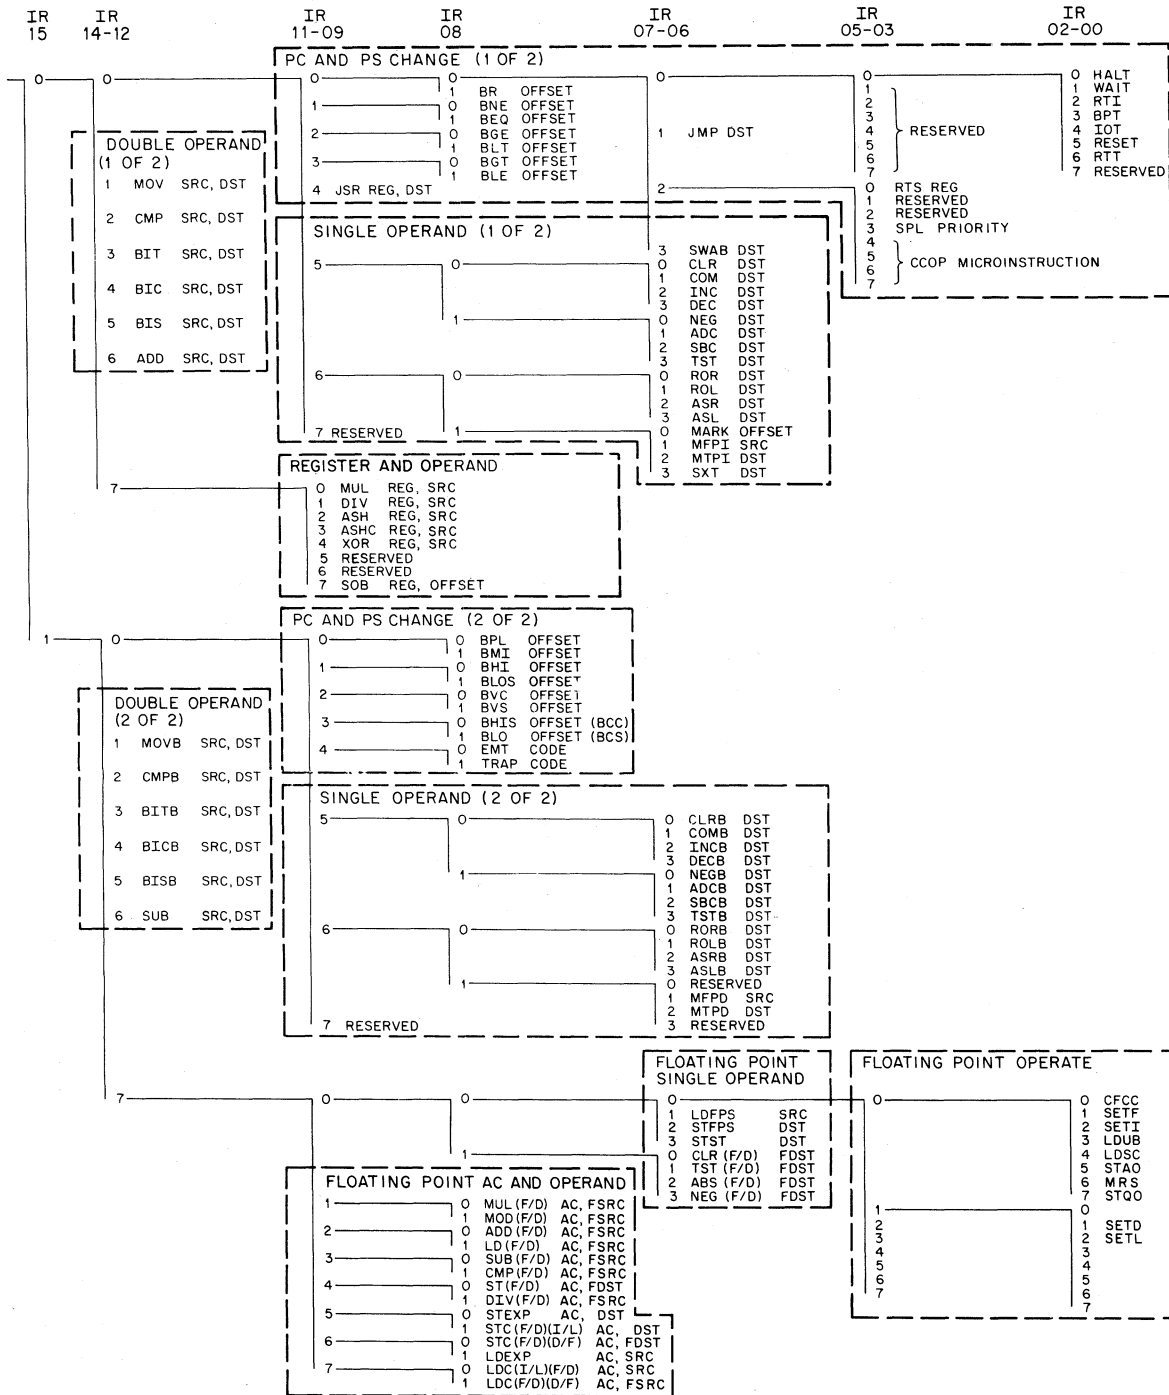 IR 15
IR 14-12
IR 11-09
IR 08
IR 07-06
IR 05-03
IR 02-00
0
0
PC AND PS CHANGE (1 OF 2)
0
0
1 BR OFFSET
1
0 BNE OFFSET
1 BEQ OFFSET
2
0 BGE OFFSET
1 BLT OFFSET
3
0 BGT OFFSET
1 BLE OFFSET
4 JSR REG, DST
0
1 JMP DST
2
0
1
2
3
4
5
6
7
RESERVED
0 HALT
1 WAIT
2 RTI
3 BPT
4 IOT
5 RESET
6 RTT
7 RESERVED
0 RTS REG
1 RESERVED
2 RESERVED
3 SPL PRIORITY
4
5
6
7
CCOP MICROINSTRUCTION
DOUBLE OPERAND
(1 OF 2)
1 MOV SRC, DST
2 CMP SRC, DST
3 BIT SRC, DST
4 BIC SRC, DST
5 BIS SRC, DST
6 ADD SRC, DST
SINGLE OPERAND (1 OF 2)
3 SWAB DST
5
0
0 CLR DST
1 COM DST
2 INC DST
3 DEC DST
1
0 NEG DST
1 ADC DST
2 SBC DST
3 TST DST
6
0
0 ROR DST
1 ROL DST
2 ASR DST
3 ASL DST
7 RESERVED
1
0 MARK OFFSET
1 MFPI SRC
2 MTPI DST
3 SXT DST
7
REGISTER AND OPERAND
0 MUL REG, SRC
1 DIV REG, SRC
2 ASH REG, SRC
3 ASHC REG, SRC
4 XOR REG, SRC
5 RESERVED
6 RESERVED
7 SOB REG, OFFSET
1
0
PC AND PS CHANGE (2 OF 2)
0
0 BPL OFFSET
1 BMI OFFSET
1
0 BHI OFFSET
1 BLOS OFFSET
2
0 BVC OFFSET
1 BVS OFFSET
3
0 BHIS OFFSET (BCC)
1 BLO OFFSET (BCS)
4
0 EMT CODE
1 TRAP CODE
DOUBLE OPERAND
(2 OF 2)
1 MOVB SRC, DST
2 CMPB SRC, DST
3 BITB SRC, DST
4 BICB SRC, DST
5 BISB SRC, DST
6 SUB SRC, DST
SINGLE OPERAND (2 OF 2)
5
0
0 CLRB DST
1 COMB DST
2 INCB DST
3 DECB DST
1
0 NEGB DST
1 ADCB DST
2 SBCB DST
3 TSTB DST
6
0
0 RORB DST
1 ROLB DST
2 ASRB DST
3 ASLB DST
1
0 RESERVED
1 MFPD SRC
2 MTPD DST
3 RESERVED
7 RESERVED
7
0
0
FLOATING POINT
SINGLE OPERAND
0
1 LDFPS SRC
2 STFPS DST
3 STST DST
1
0 CLR (F/D) FDST
1 TST (F/D) FDST
2 ABS (F/D) FDST
3 NEG (F/D) FDST
FLOATING POINT OPERATE
0
0 CFCC
1 SETF
2 SETI
3 LDUB
4 LDSC
5 STAO
6 MRS
7 STQO
1
2
3
4
5
6
7
0
1 SETD
2 SETL
3
4
5
6
7
FLOATING POINT AC AND OPERAND
1
0 MUL (F/D) AC, FSRC
1 MOD (F/D) AC, FSRC
2
0 ADD (F/D) AC, FSRC
1 LD (F/D) AC, FSRC
3
0 SUB (F/D) AC, FSRC
1 CMP (F/D) AC, FSRC
4
0 ST (F/D) AC, FDST
1 DIV (F/D) AC, FSRC
5
0 STEXP AC, DST
1 STC (F/D)(I/L) AC, DST
6
0 STC (F/D)(D/F) AC, FDST
1 LDEXP AC, SRC
7
0 LDC (I/L)(F/D) AC, SRC
1 LDC (F/D)(D/F) AC, FSRC